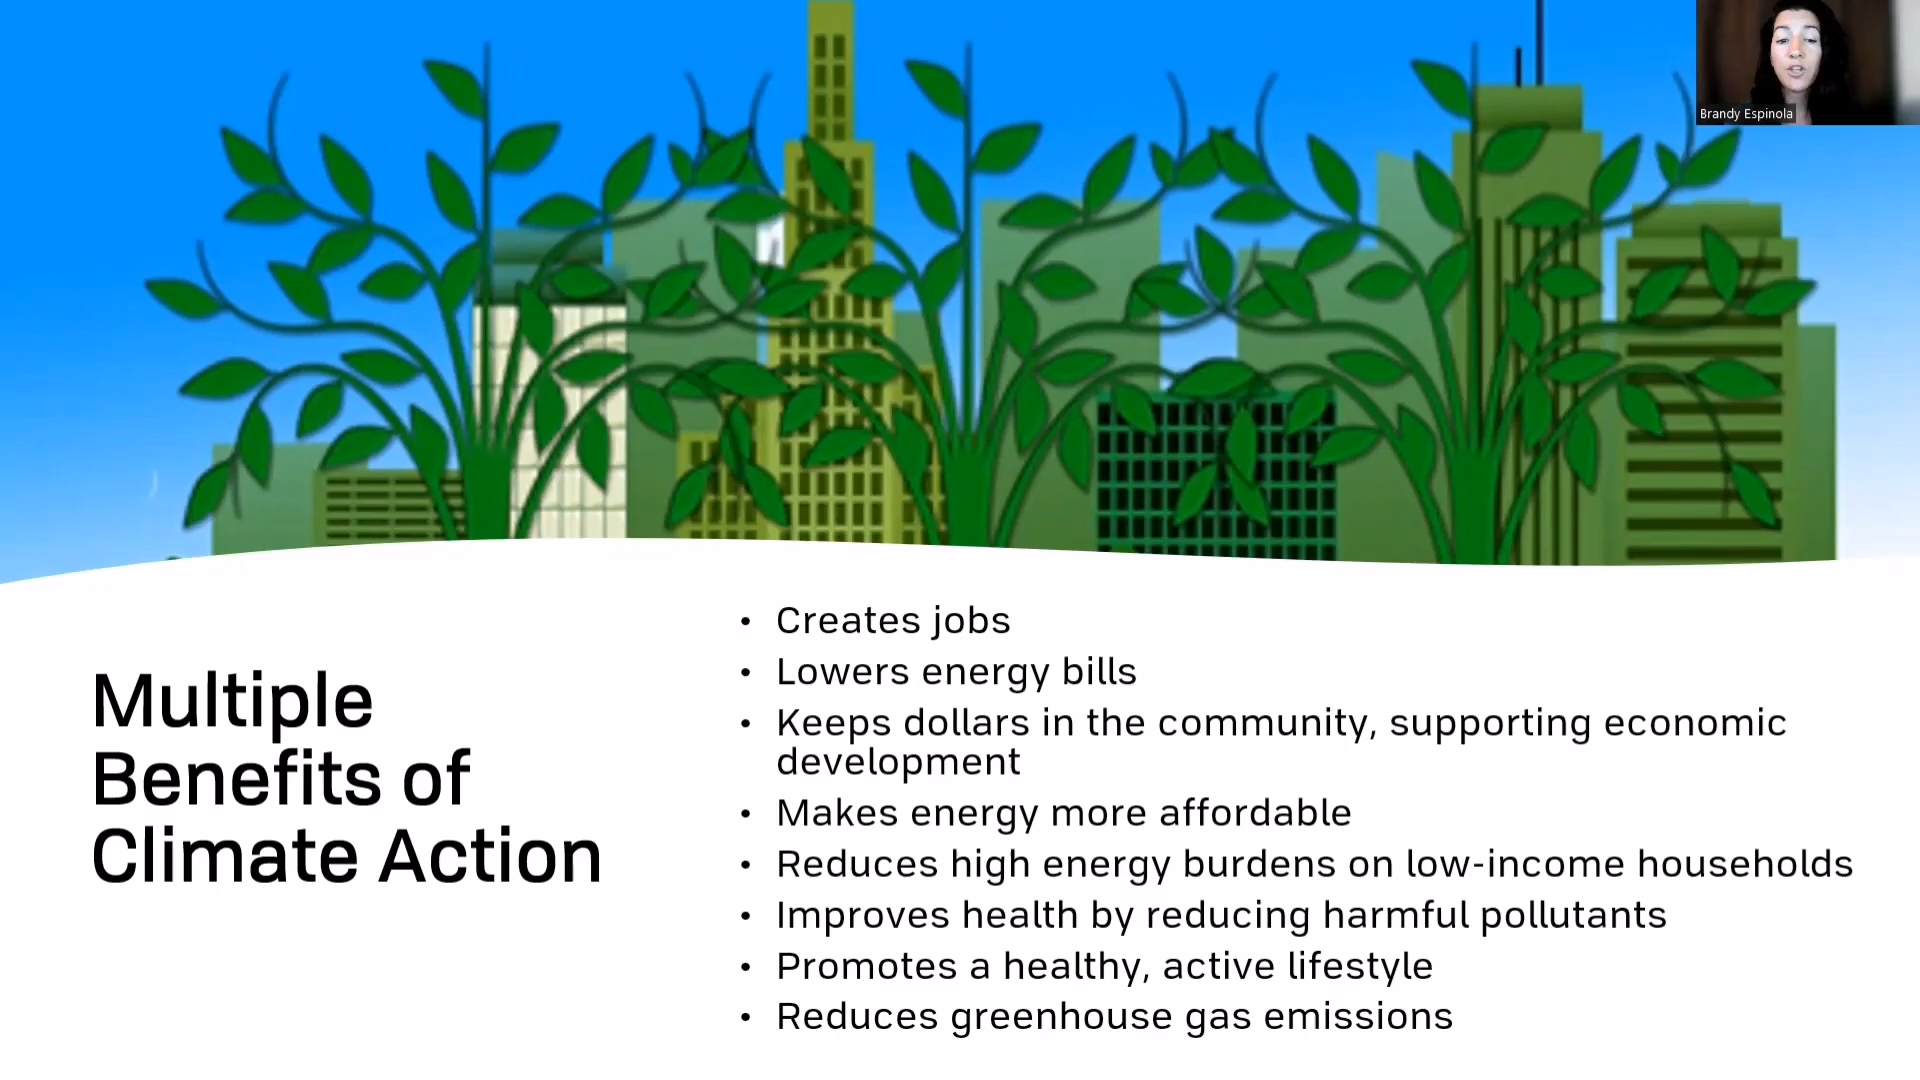 Brandy Espinola
Multiple
Benefits of
Climate Action
• Creates jobs
• Lowers energy bills
• Keeps dollars in the community, supporting economic
development
• Makes energy more affordable
• Reduces high energy burdens on low-income households
• Improves health by reducing harmful pollutants
• Promotes a healthy, active lifestyle
• Reduces greenhouse gas emissions